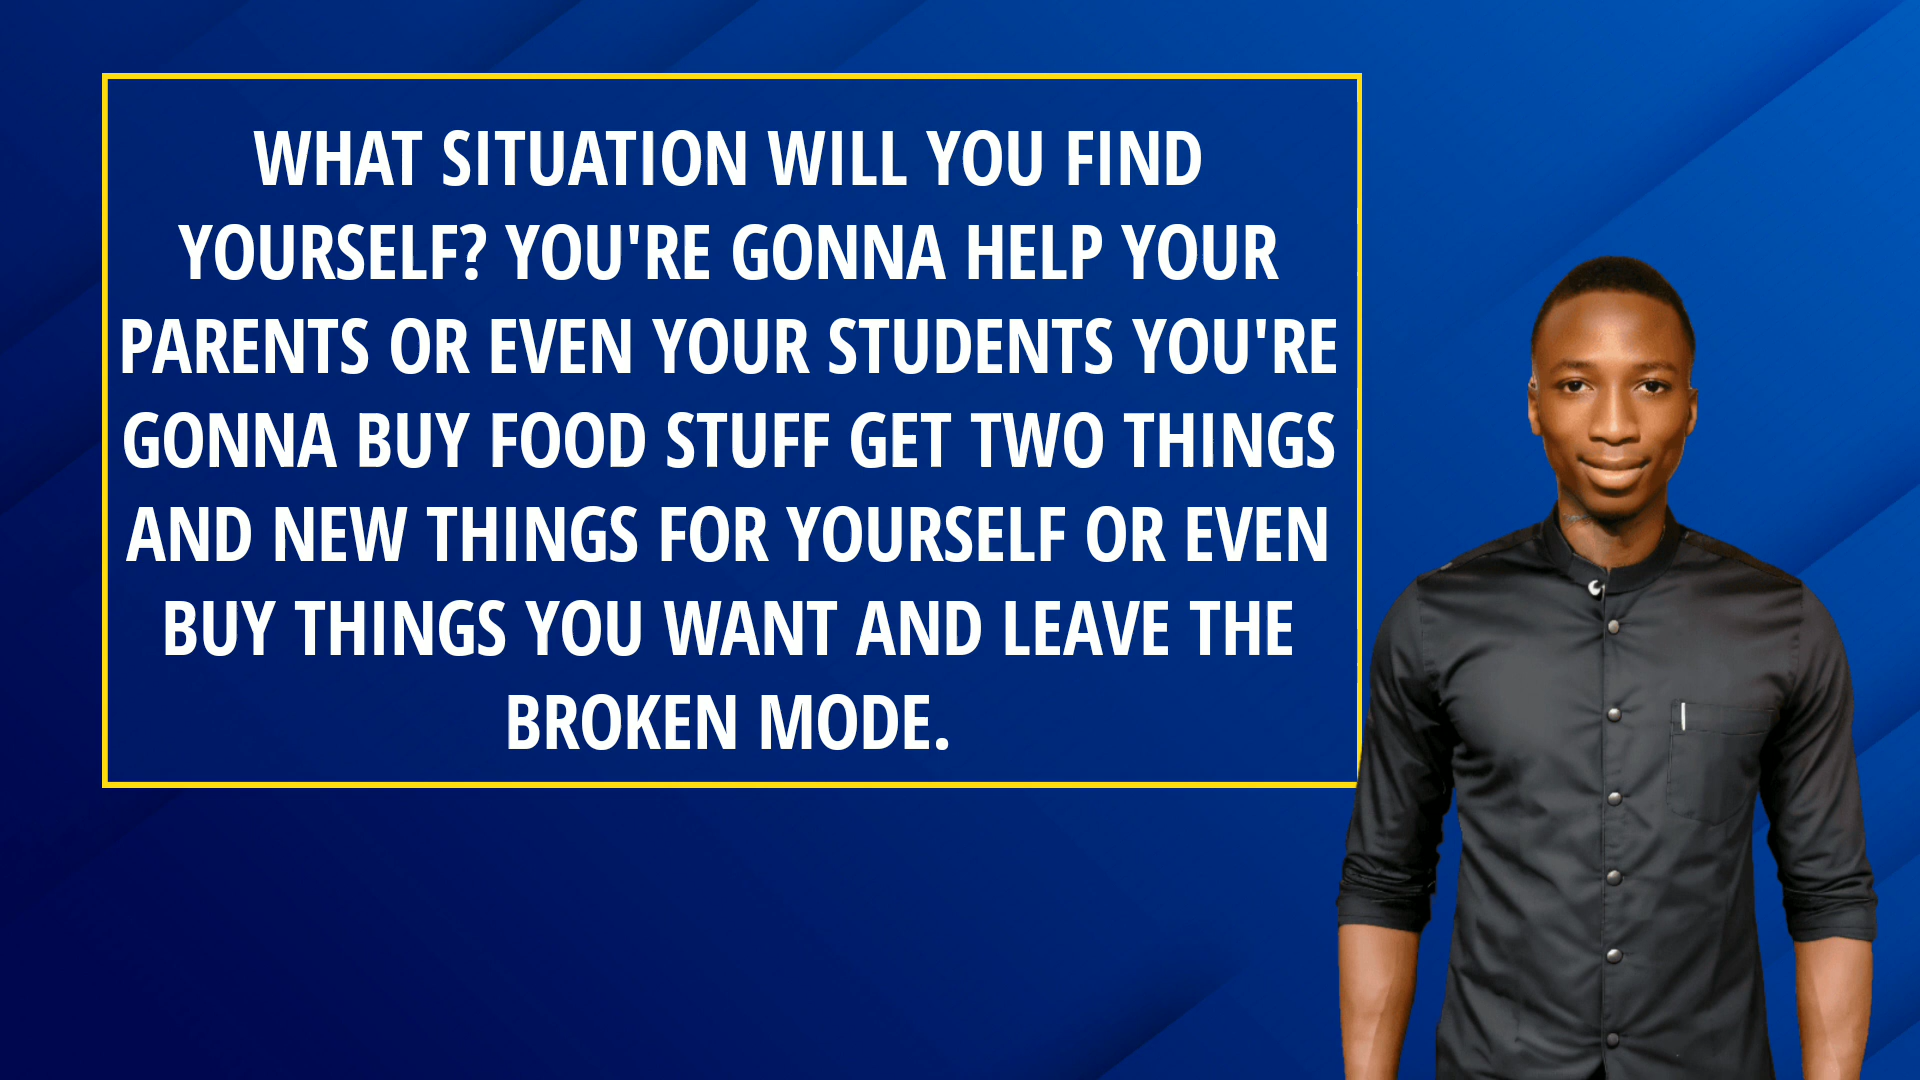 WHAT SITUATION WILL YOU FIND
YOURSELF? YOU'RE GONNA HELP YOUR
PARENTS OR EVEN YOUR STUDENTS YOU'RE
GONNA BUY FOOD STUFF GET TWO THINGS
AND NEW THINGS FOR YOURSELF OR EVEN
BUY THINGS YOU WANT AND LEAVE THE
BROKEN MODE.